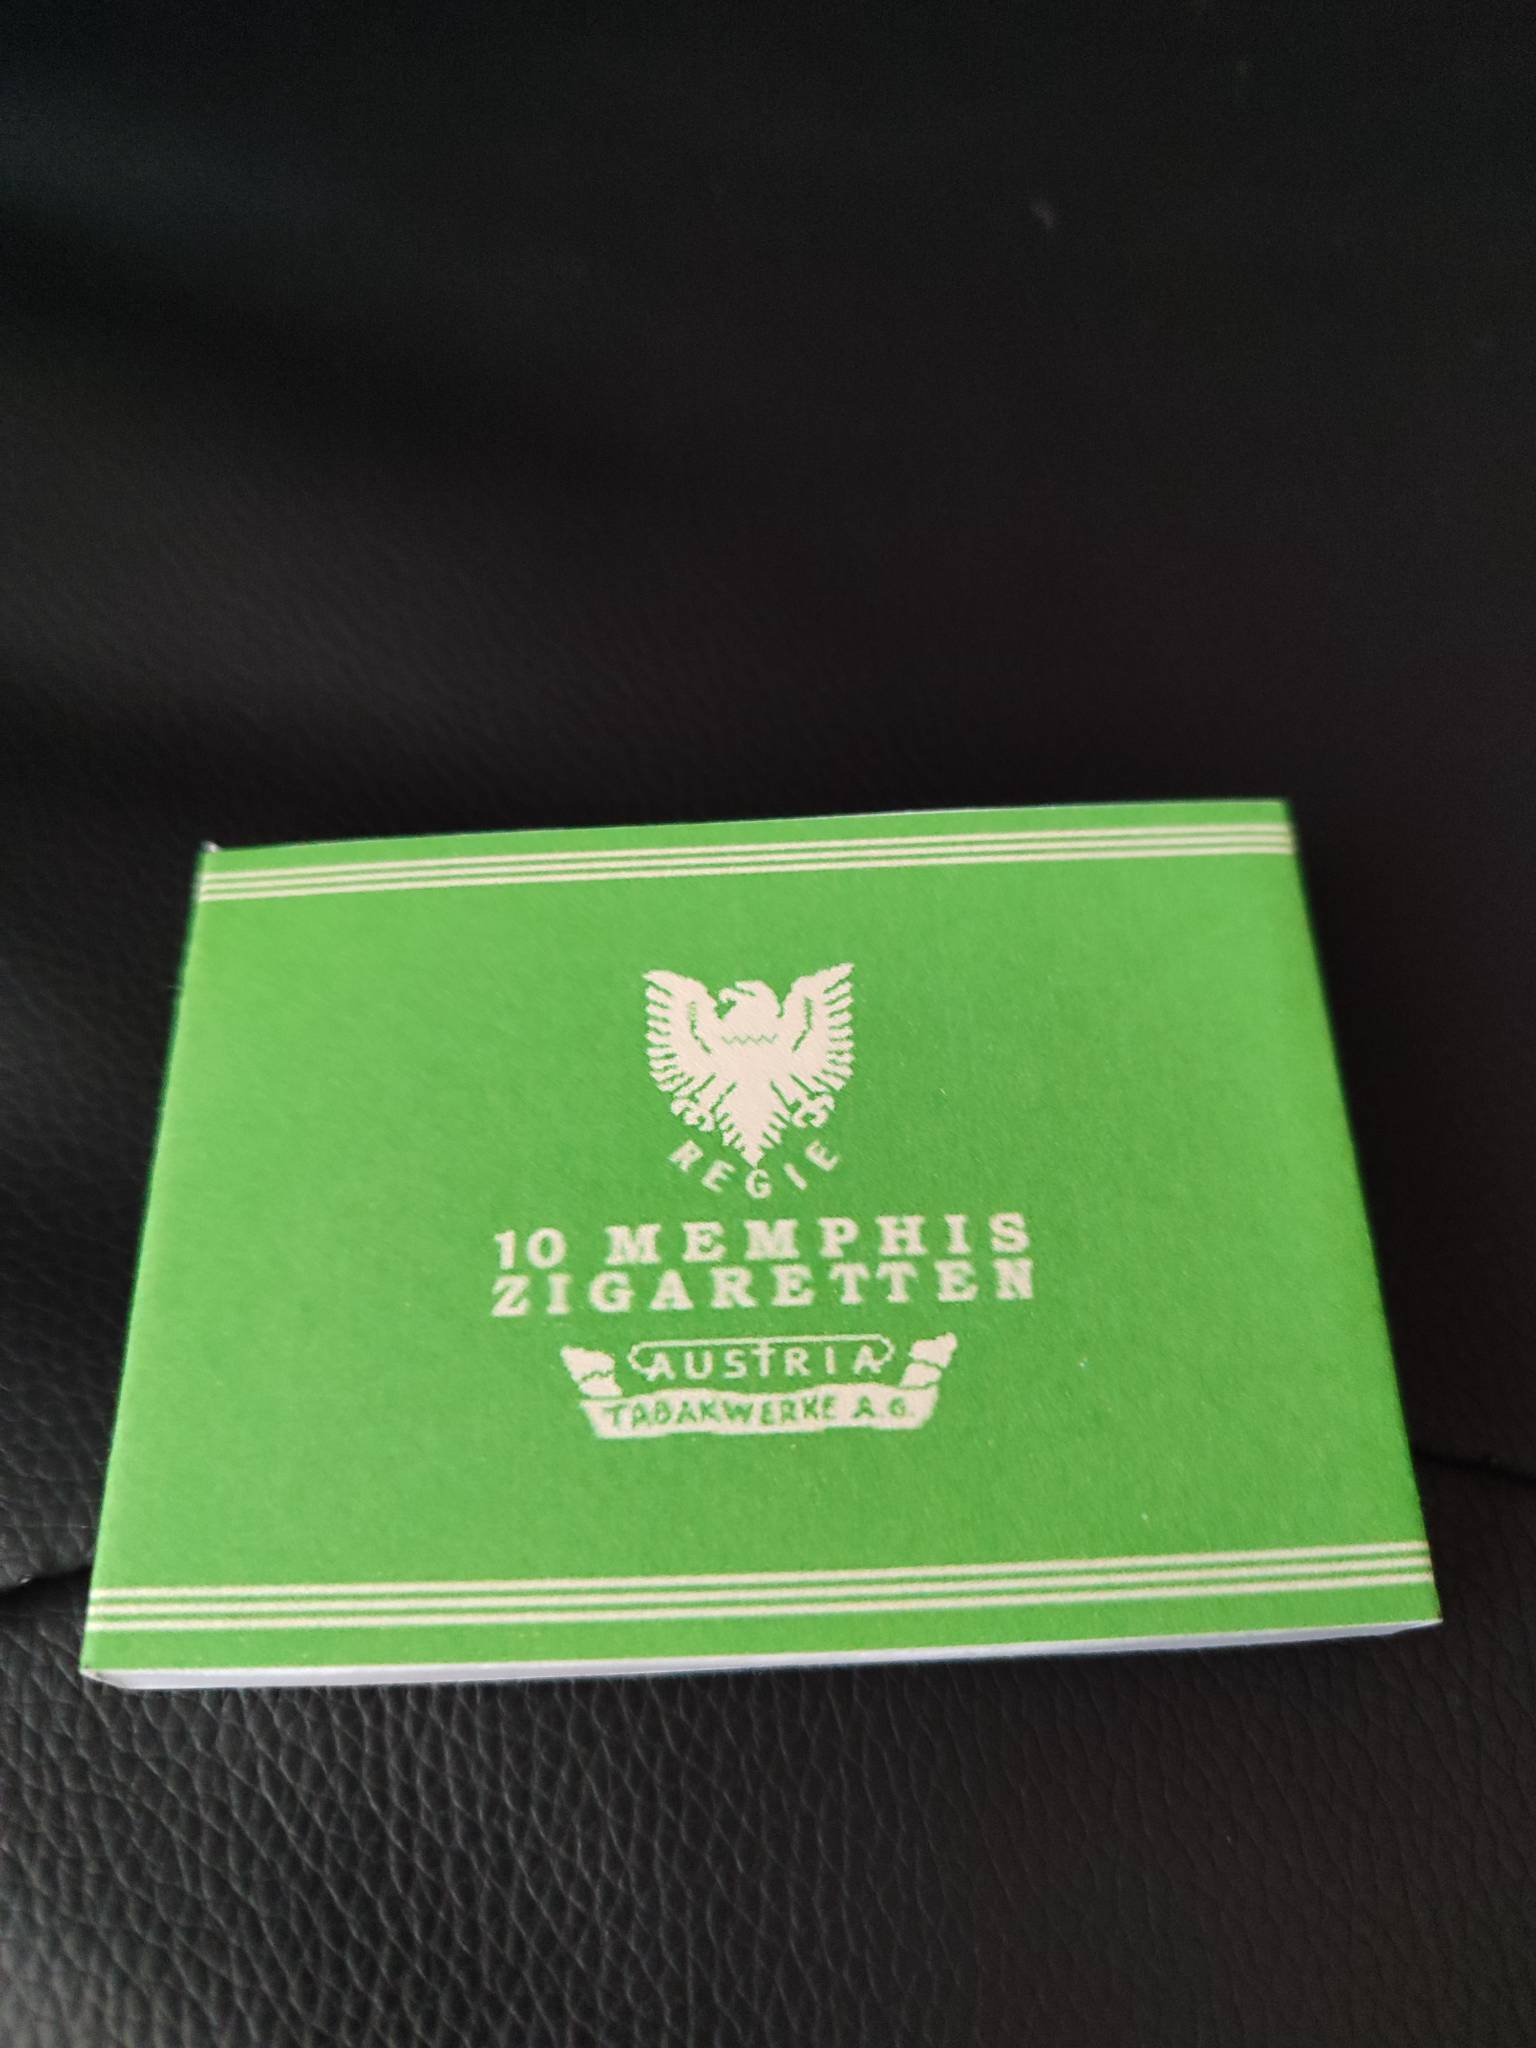 REGIE
10 MEMPHIS
ZIGARETTEN
AUSTRIA
TABAKWERKE A.G.